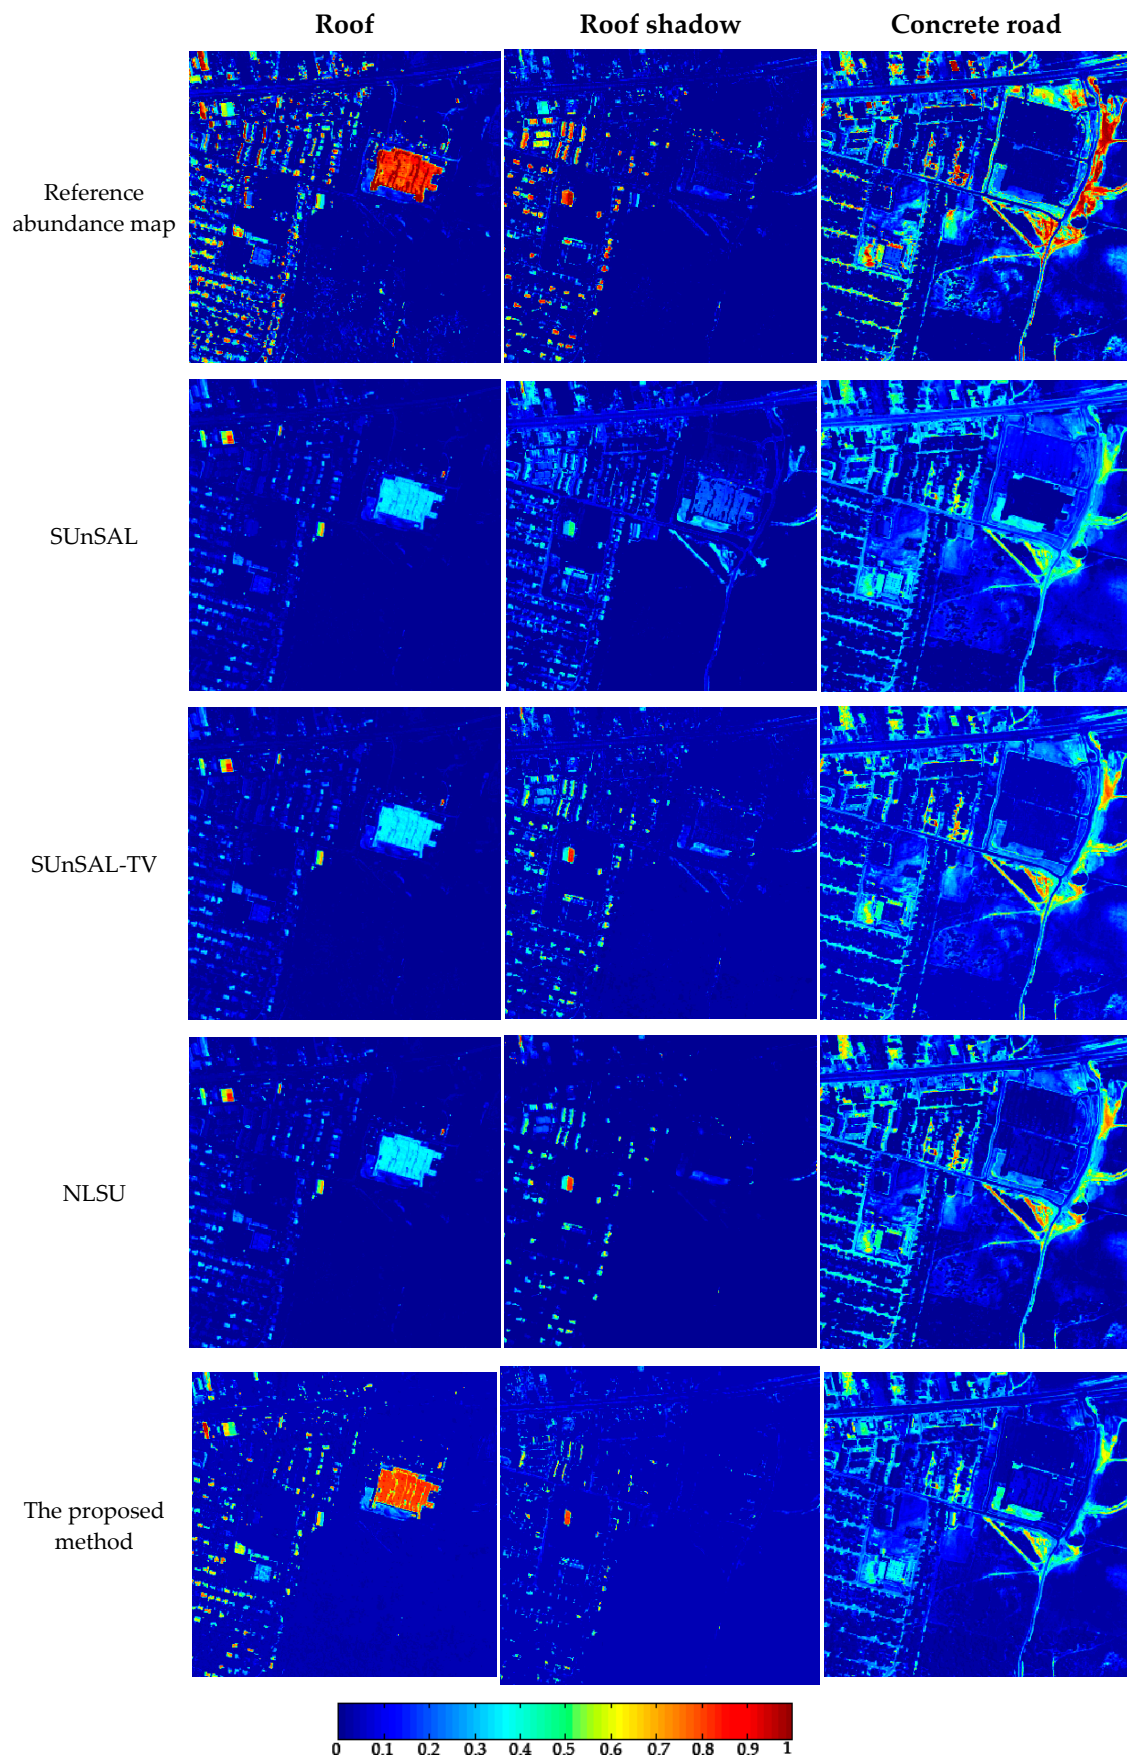 Roof Roof shadow Concrete road
Reference
abundance map
SUnSAL
SUnSAL-TV
NLSU
The proposed
method
0 0.1 0.2 0.3 0.4 0.5 0.6 0.7 0.8 0.9 1